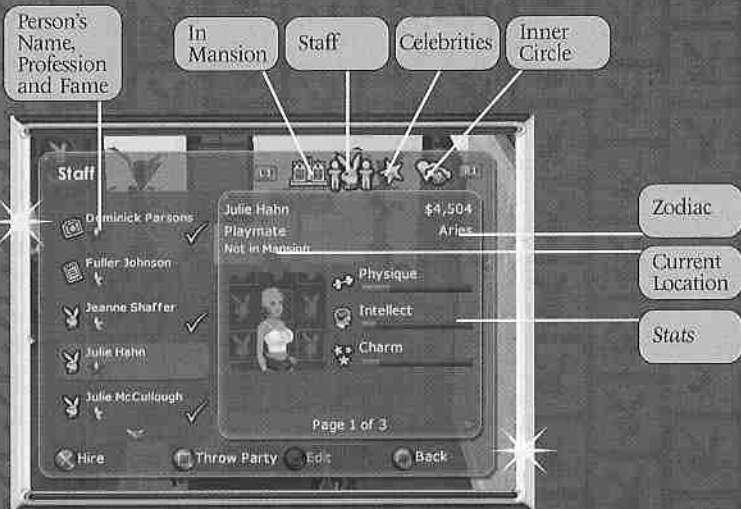 Person's
Name,
Profession
and Fame
In
Mansion
Staff
Celebrities
Inner
Circle
Staff
L1
R1
Dominick Parsons
Fuller Johnson
Jeanne Shaffer
Julie Hahn
Julie McCullough
Julie Hahn $4,504
Playmate Aries
Not in Mansion
Physique
Intellect
Charm
Page 1 of 3
Zodiac
Current
Location
Stats
Hire Throw Party Edit Back